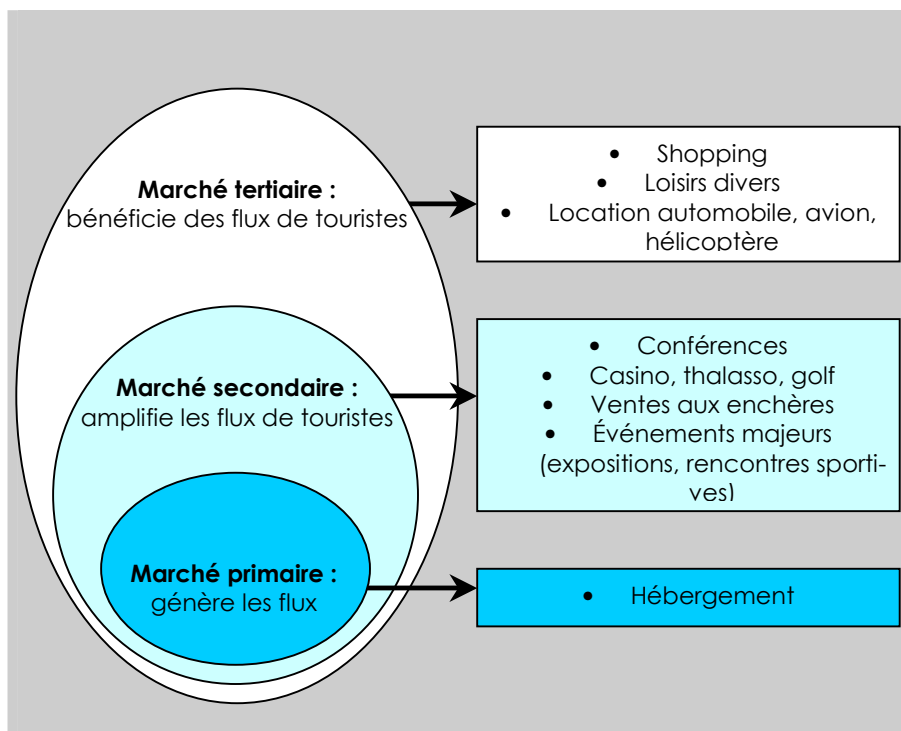 Marché tertiaire :
bénéficie des flux de touristes
• Shopping
• Loisirs divers
• Location automobile, avion,
hélicoptère
Marché secondaire :
amplifie les flux de touristes
• Conférences
• Casino, thalasso, golf
• Ventes aux enchères
• Événements majeurs
(expositions, rencontres sporti-
ves)
Marché primaire :
génère les flux
• Hébergement